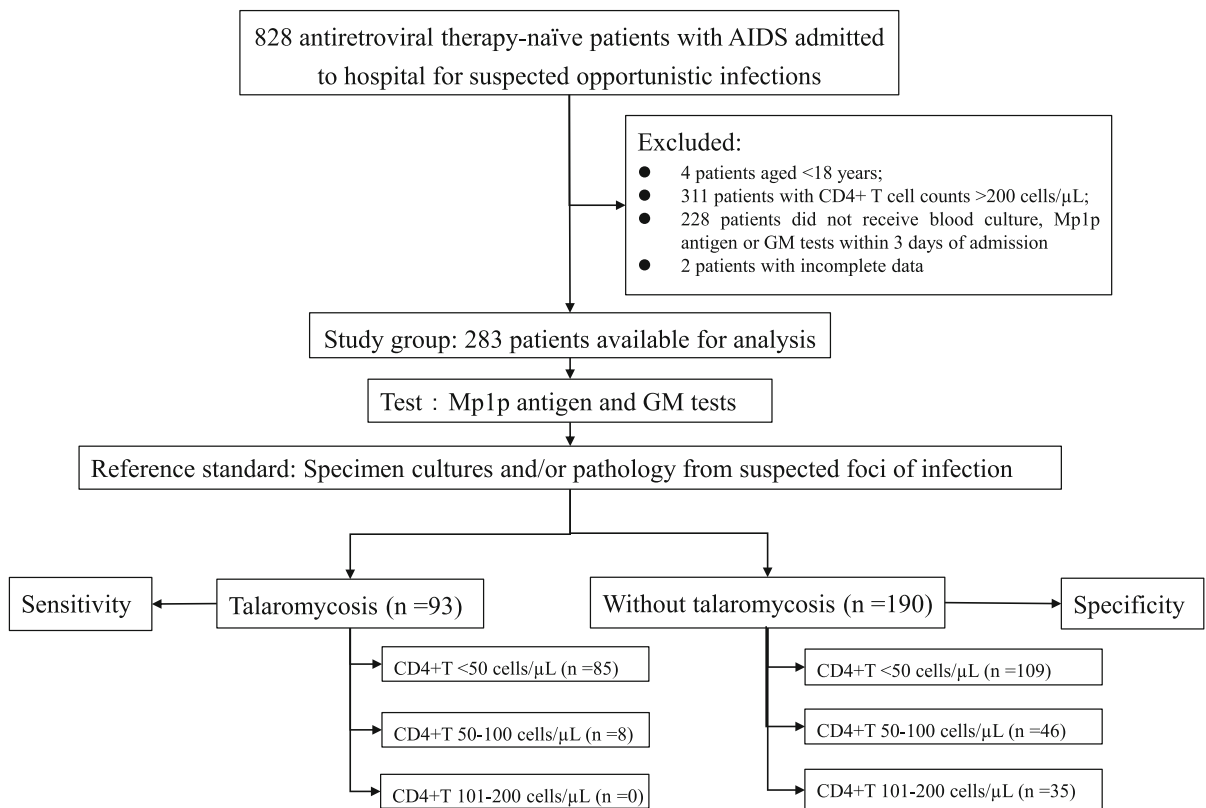 828 antiretroviral therapy-naïve patients with AIDS admitted
to hospital for suspected opportunistic infections
Excluded:
● 4 patients aged <18 years;
● 311 patients with CD4+ T cell counts >200 cells/µL;
● 228 patients did not receive blood culture, Mp1p
antigen or GM tests within 3 days of admission
● 2 patients with incomplete data
Study group: 283 patients available for analysis
Test：Mp1p antigen and GM tests
Reference standard: Specimen cultures and/or pathology from suspected foci of infection
Sensitivity
Talaromycosis (n =93)
Without talaromycosis (n =190)
Specificity
CD4+T <50 cells/µL (n =85)
CD4+T 50-100 cells/µL (n =8)
CD4+T 101-200 cells/µL (n =0)
CD4+T <50 cells/µL (n =109)
CD4+T 50-100 cells/µL (n =46)
CD4+T 101-200 cells/µL (n =35)